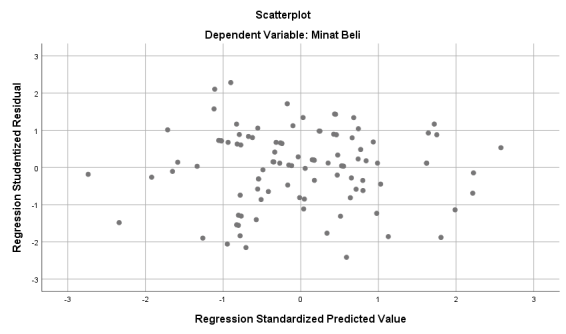 Scatterplot
Dependent Variable: Minat Beli
Regression Studentized Residual
3
2
1
0
-1
-2
-3
-3 -2 -1 0 1 2 3
Regression Standardized Predicted Value